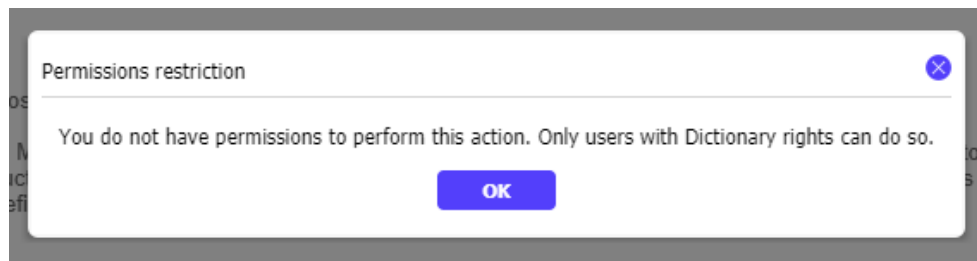 Permissions restriction
You do not have permissions to perform this action. Only users with Dictionary rights can do so.
OK